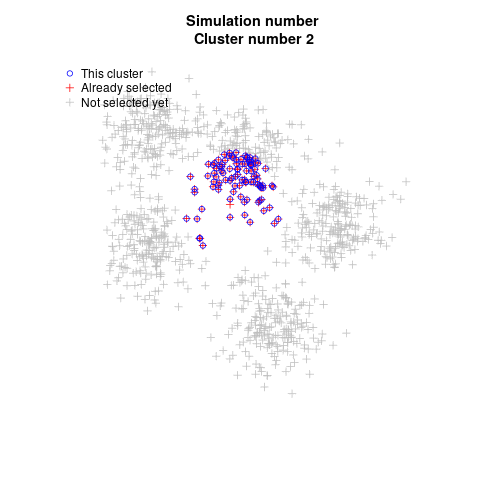 Simulation number
Cluster number 2
This cluster
Already selected
Not selected yet